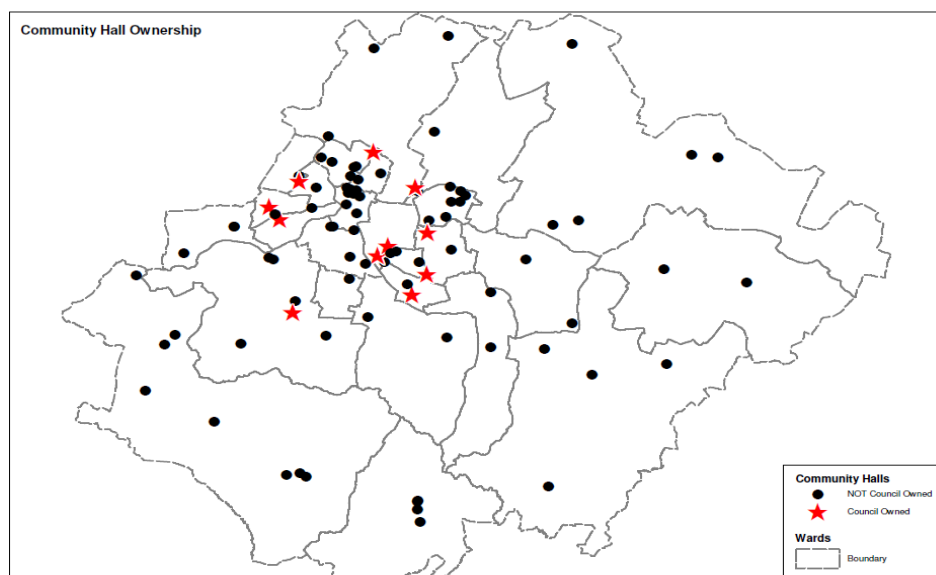 Community Hall Ownership
Community Halls
NOT Council Owned
Council Owned
Wards
Boundary